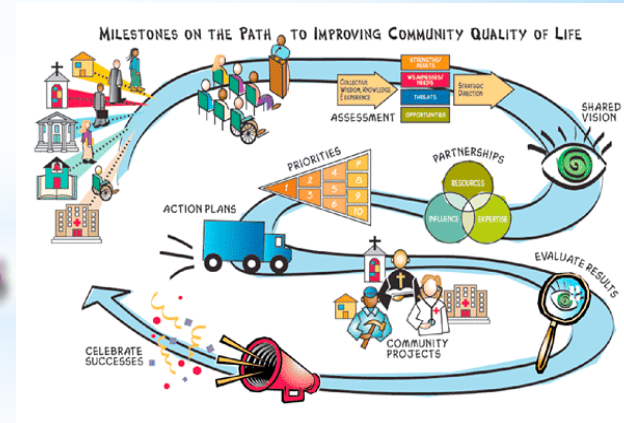 MILESTONES ON THE PATH TO IMPROVING COMMUNITY QUALITY OF LIFE
COLLECTIVE
WISDOM, KNOWLEDGE
EXPERIENCE
STRENGTHS/
ASSETS
WEAKNESSES/
NEEDS
THREATS
OPPORTUNITIES
STRATEGIC
DIRECTION
ASSESSMENT
SHARED
VISION
PRIORITIES
1
2
3
4
5
6
7
8
9
10
PARTNERSHIPS
RESOURCES
INFLUENCE
EXPERTISE
ACTION PLANS
EVALUATE RESULTS
COMMUNITY
PROJECTS
CELEBRATE
SUCCESSES